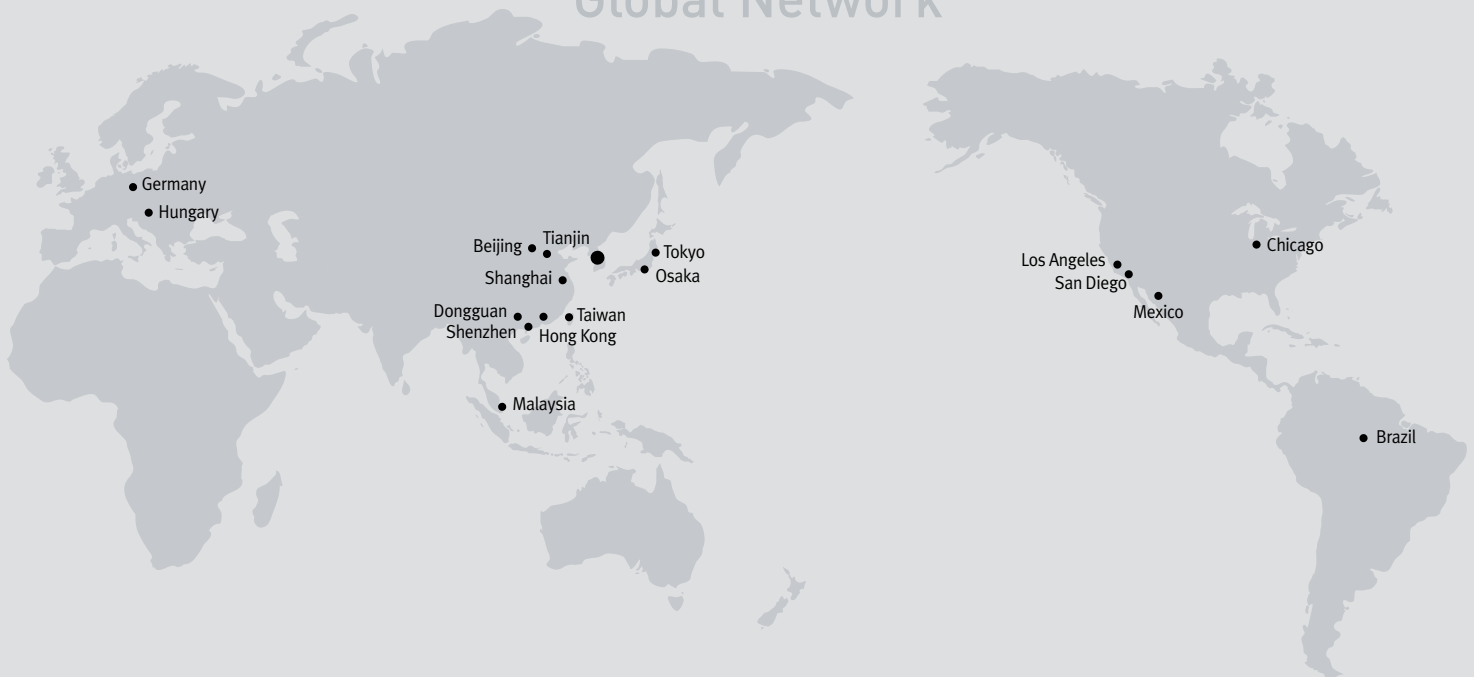 Global Network
Germany
Hungary
Beijing
Tianjin
Shanghai
Dongguan
Shenzhen
Hong Kong
Taiwan
Tokyo
Osaka
Malaysia
Los Angeles
San Diego
Mexico
Chicago
Brazil